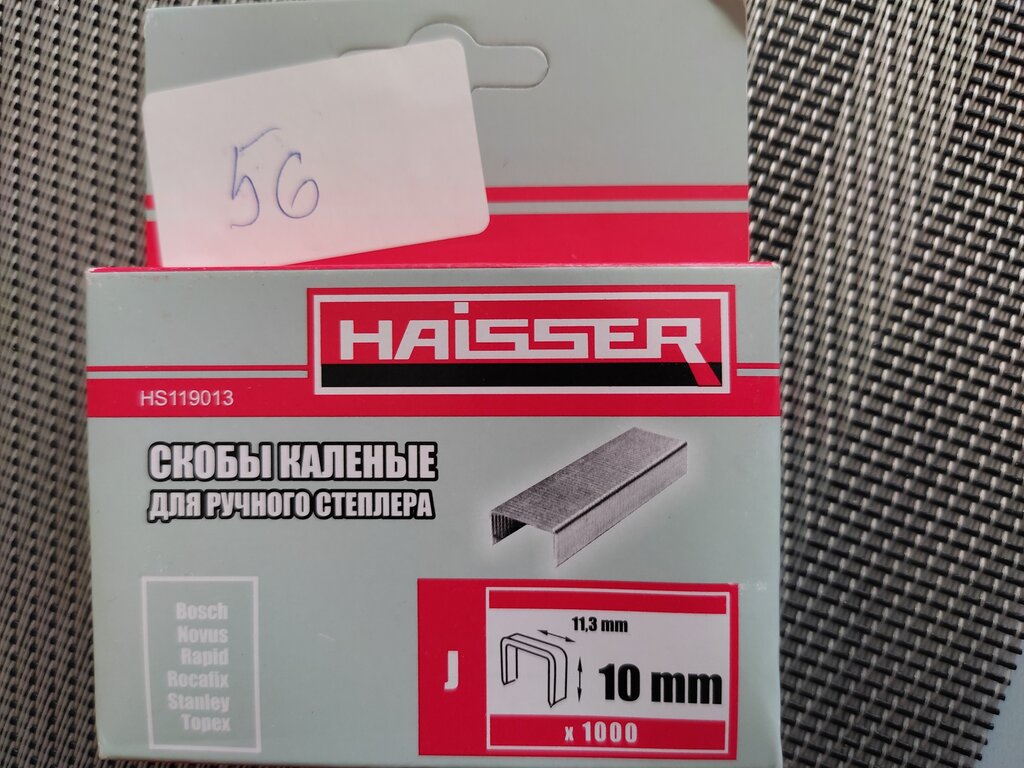 56
HAISSER
HS119013
СКОБЫ КАЛЕНЫЕ
ДЛЯ РУЧНОГО СТЕПЛЕРА
Bosch
Novus
Rapid
Rocafix
Stanley
Topex
J
11,3 mm
10 mm
x 1000